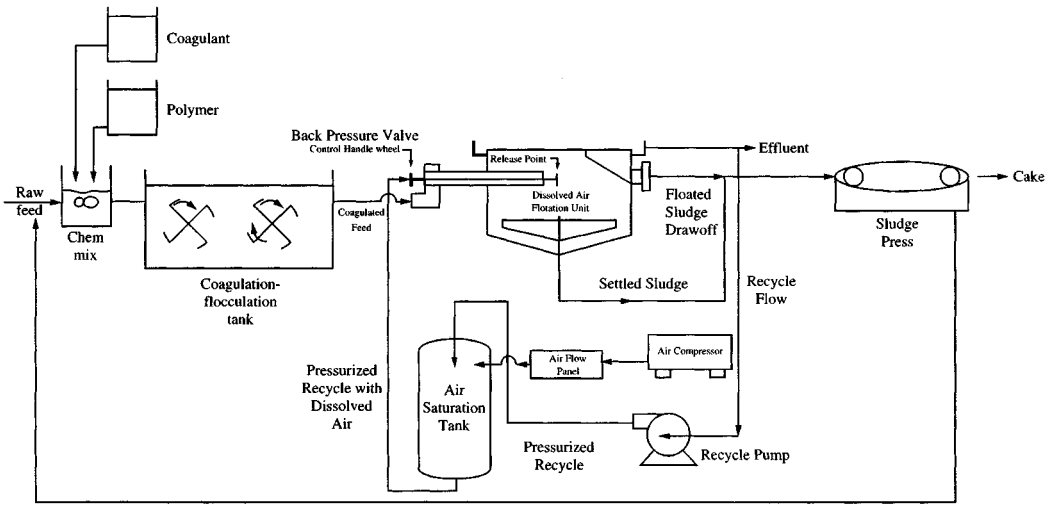 Coagulant
Polymer
Back Pressure Valve
Control Handle wheel
Release Point
Effluent
Raw
feed
Chem
mix
Coagulated
Feed
Dissolved Air
Flotation Unit
Floated
Sludge
Drawoff
Cake
Sludge
Press
Coagulation-
flocculation
tank
Settled Sludge
Recycle
Flow
Pressurized
Recycle with
Dissolved
Air
Air
Saturation
Tank
Air Flow
Panel
Air Compressor
Pressurized
Recycle
Recycle Pump